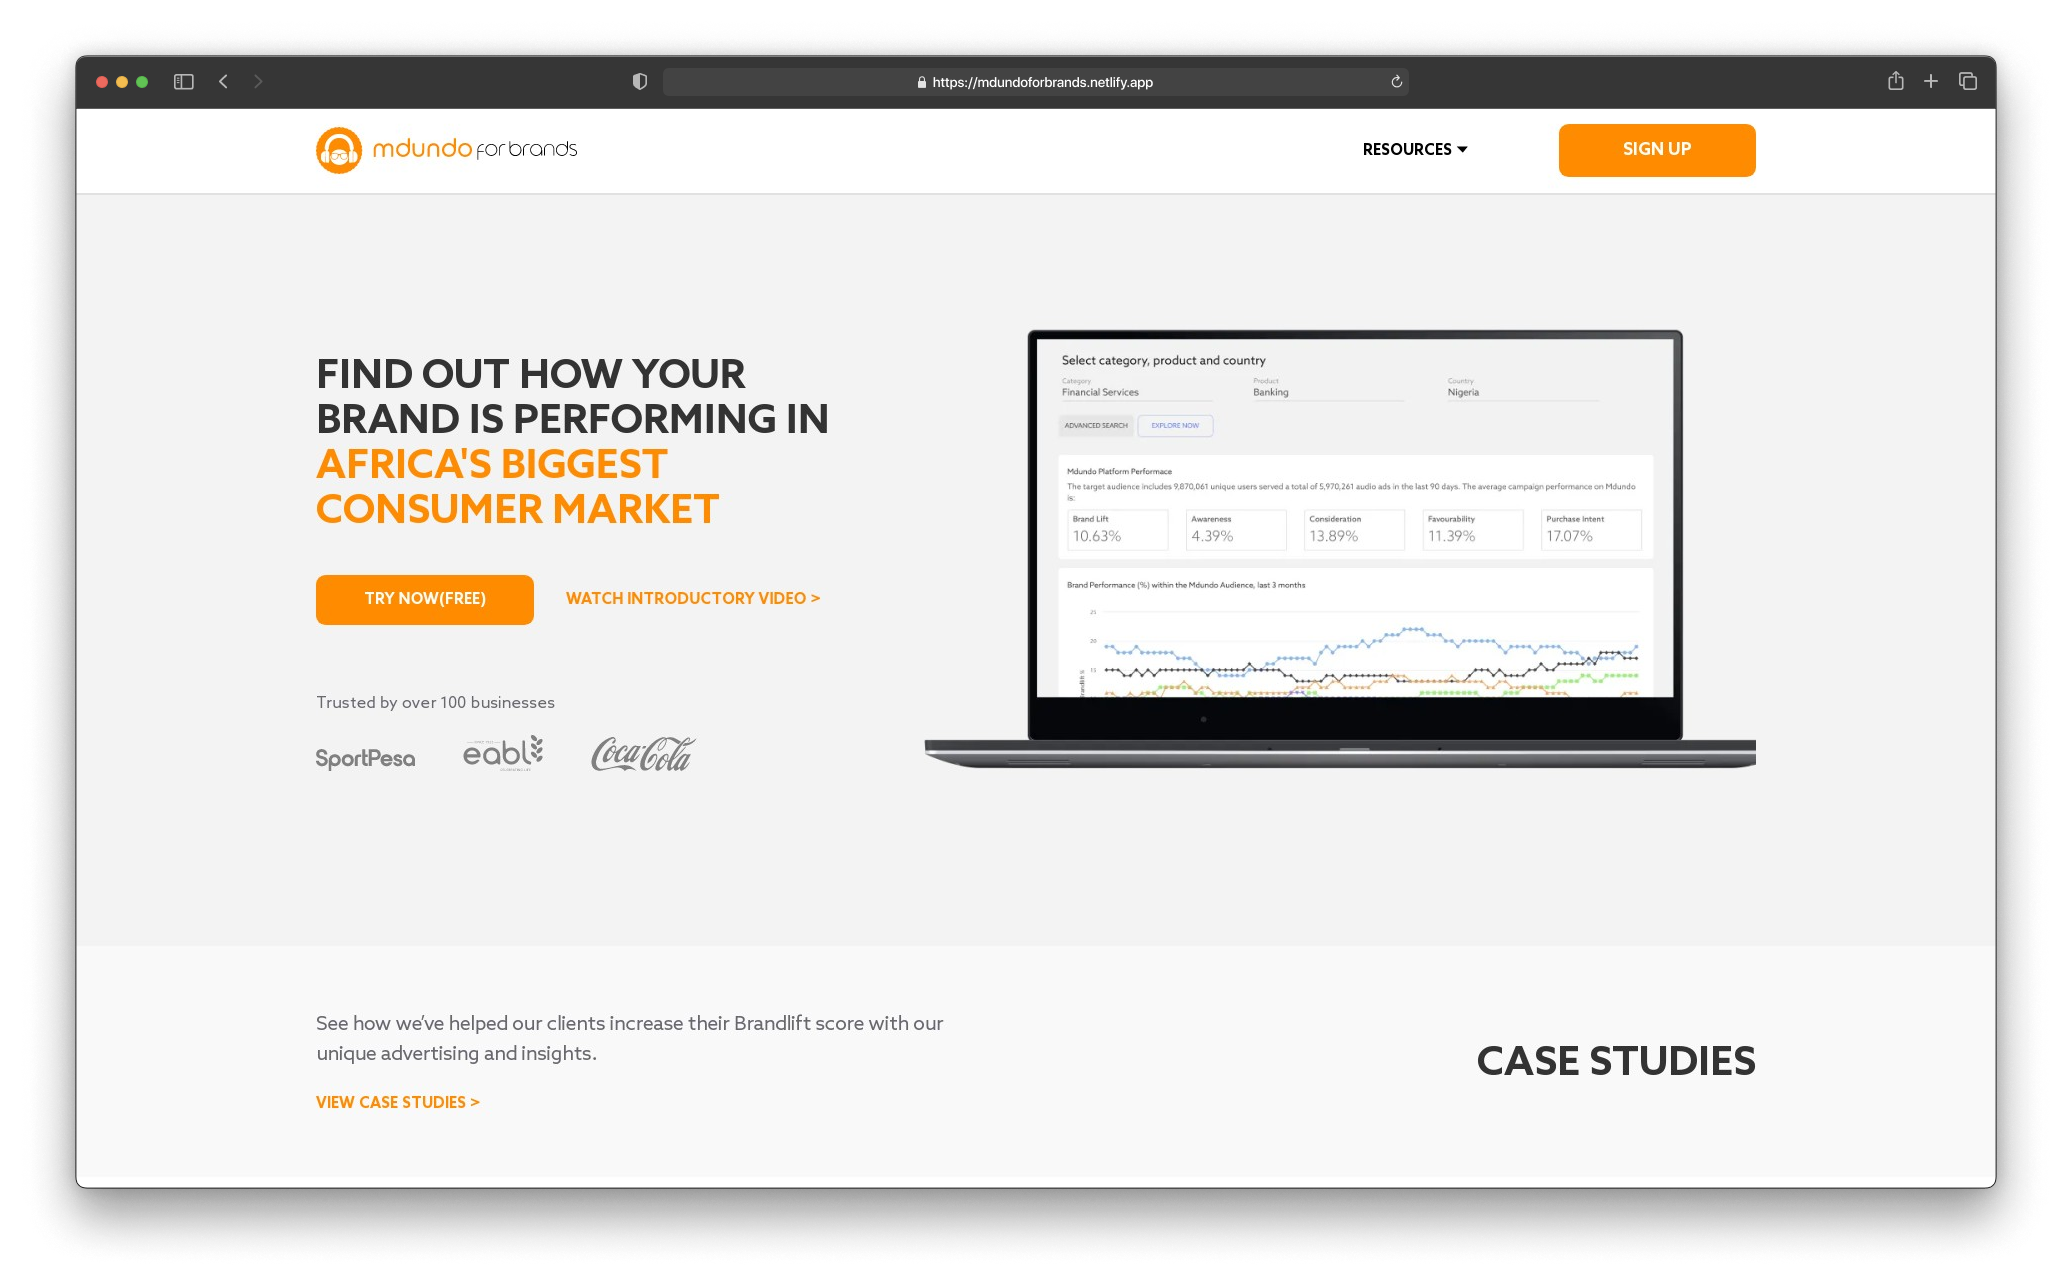 https://mdundoforbrands.netlify.app
mdundo for brands
RESOURCES
SIGN UP
FIND OUT HOW YOUR
BRAND IS PERFORMING IN
AFRICA'S BIGGEST
CONSUMER MARKET
TRY NOW(FREE)
WATCH INTRODUCTORY VIDEO >
Trusted by over 100 businesses
SportPesa
eabl
Coca-Cola
Select category, product and country
Category
Financial Services
Product
Banking
Country
Nigeria
ADVANCED SEARCH
EXPLORE NOW
Mdundo Platform Performace
The target audience includes 9,870,061 unique users served a total of 5,970,261 audio ads in the last 90 days. The average campaign performance on Mdundo
is:
Brand Lift
10.63%
Awareness
4.39%
Consideration
13.89%
Favourability
11.39%
Purchase Intent
17.07%
Brand Performance (%) within the Mdundo Audience, last 3 months
25
20
15
See how we've helped our clients increase their Brandlift score with our
unique advertising and insights.
VIEW CASE STUDIES >
CASE STUDIES